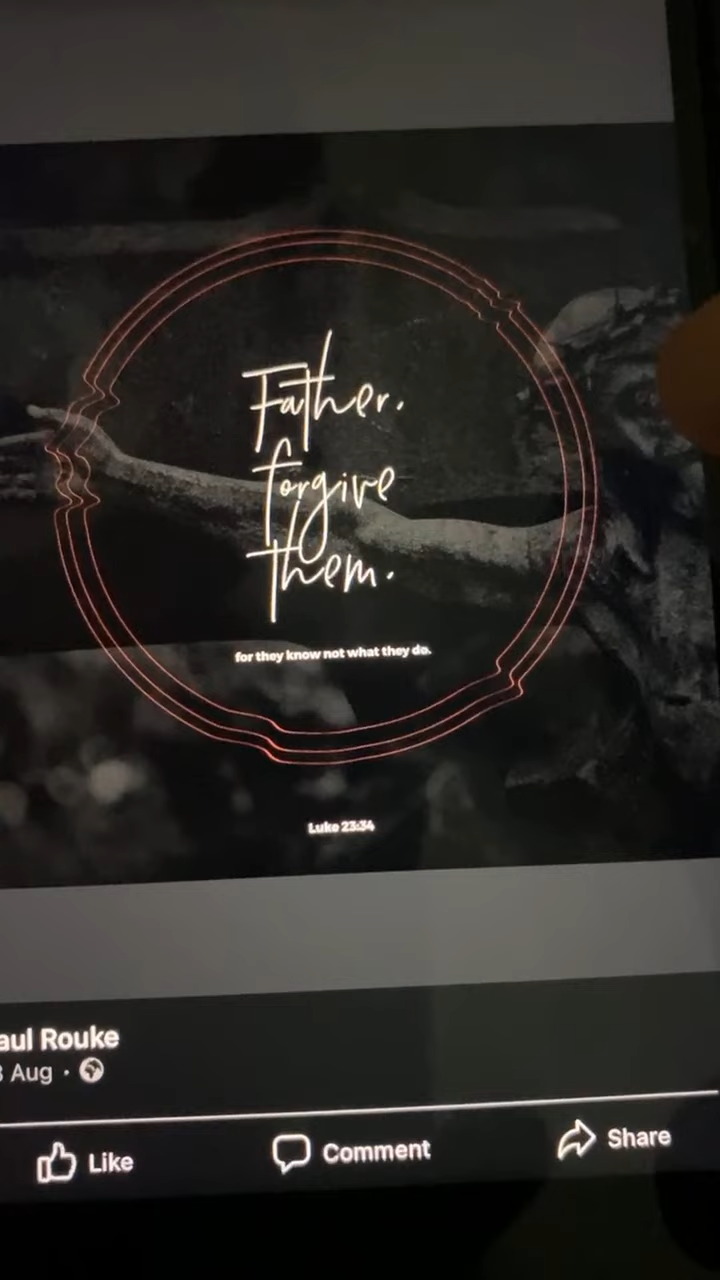 Father.
forgive
them.
for they know not what they do.
Luke 23:34
aul Rouke
8 Aug ·
Like
Comment
Share